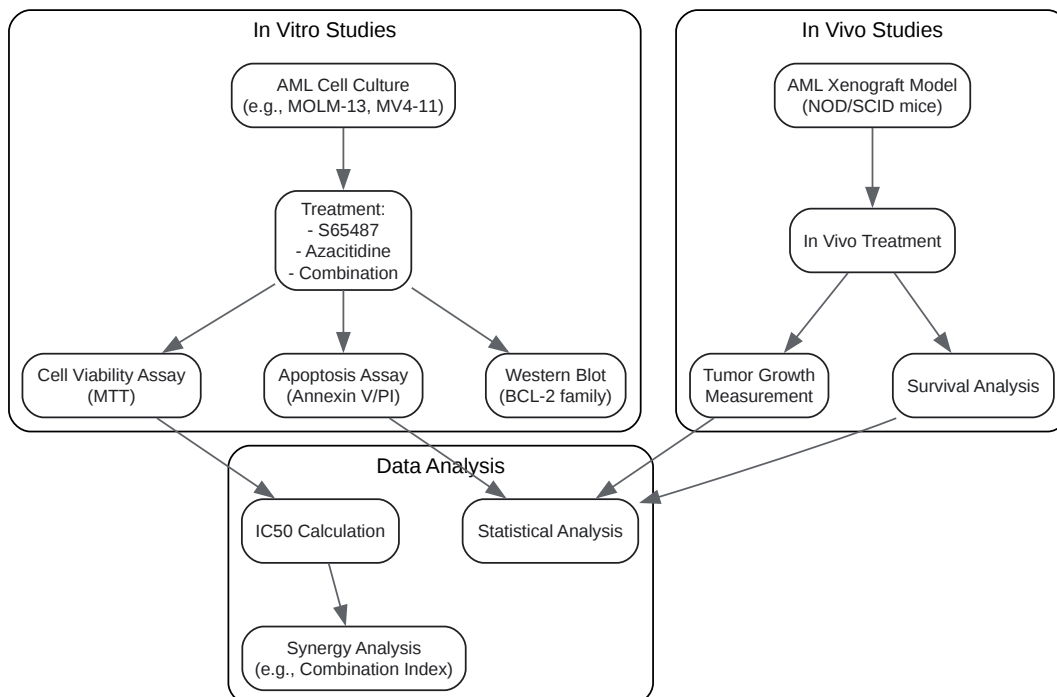 In Vitro Studies
AML Cell Culture
(e.g., MOLM-13, MV4-11)
Treatment:
- S65487
- Azacitidine
- Combination
Cell Viability Assay
(MTT)
Apoptosis Assay
(Annexin V/PI)
Western Blot
(BCL-2 family)
In Vivo Studies
AML Xenograft Model
(NOD/SCID mice)
In Vivo Treatment
Tumor Growth
Measurement
Survival Analysis
Data Analysis
IC50 Calculation
Statistical Analysis
Synergy Analysis
(e.g., Combination Index)